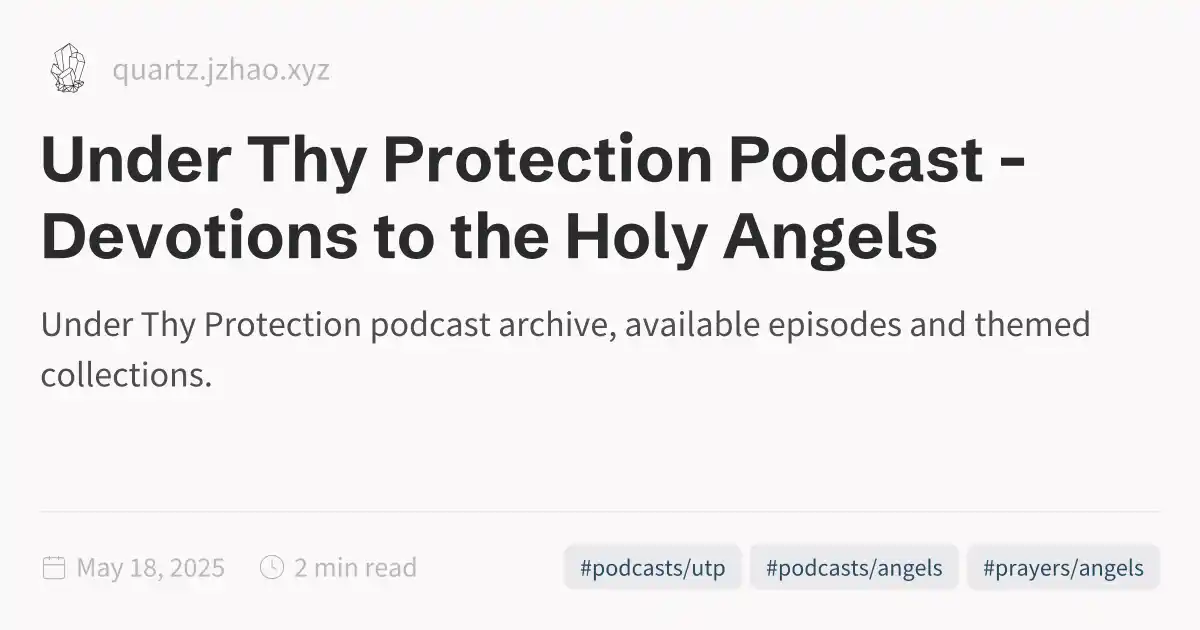 quartz.jzhao.xyz
Under Thy Protection Podcast -
Devotions to the Holy Angels
Under Thy Protection podcast archive, available episodes and themed
collections.
May 18, 2025 2 min read #podcasts/utp #podcasts/angels #prayers/angels